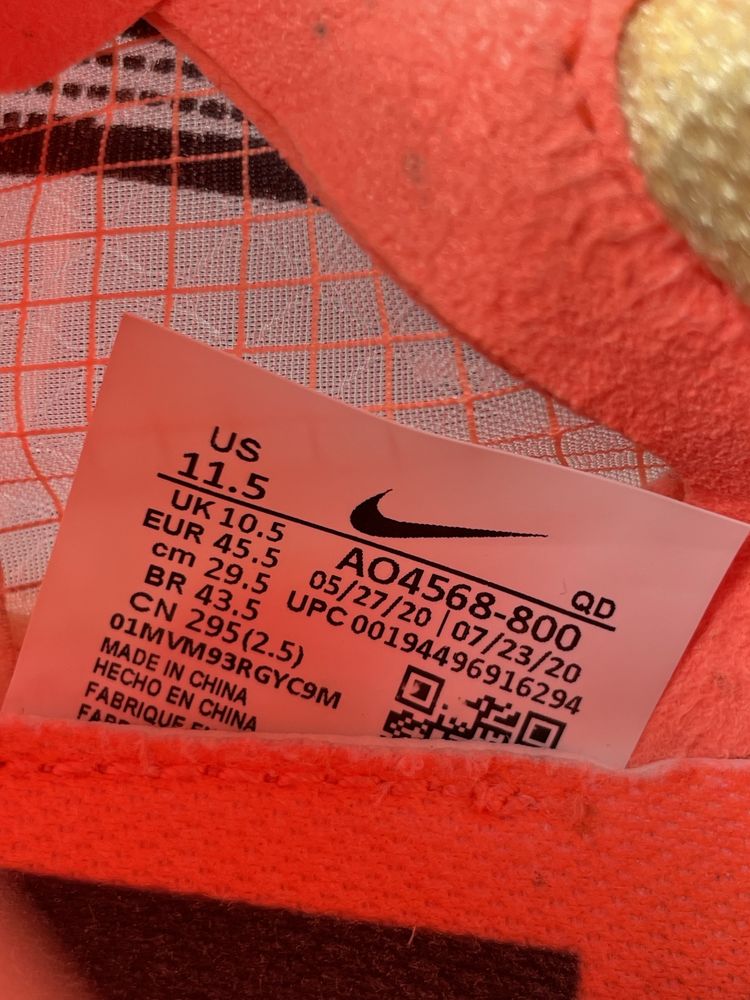 US
11.5
UK 10.5
EUR 45.5
cm 29.5
BR 43.5
CN 295(2.5)
01MVM93RGYC9M
MADE IN CHINA
HECHO EN CHINA
FABRIQUE
QD
AO4568-800
05/27/20 | 07/23/20
UPC 00194496916294